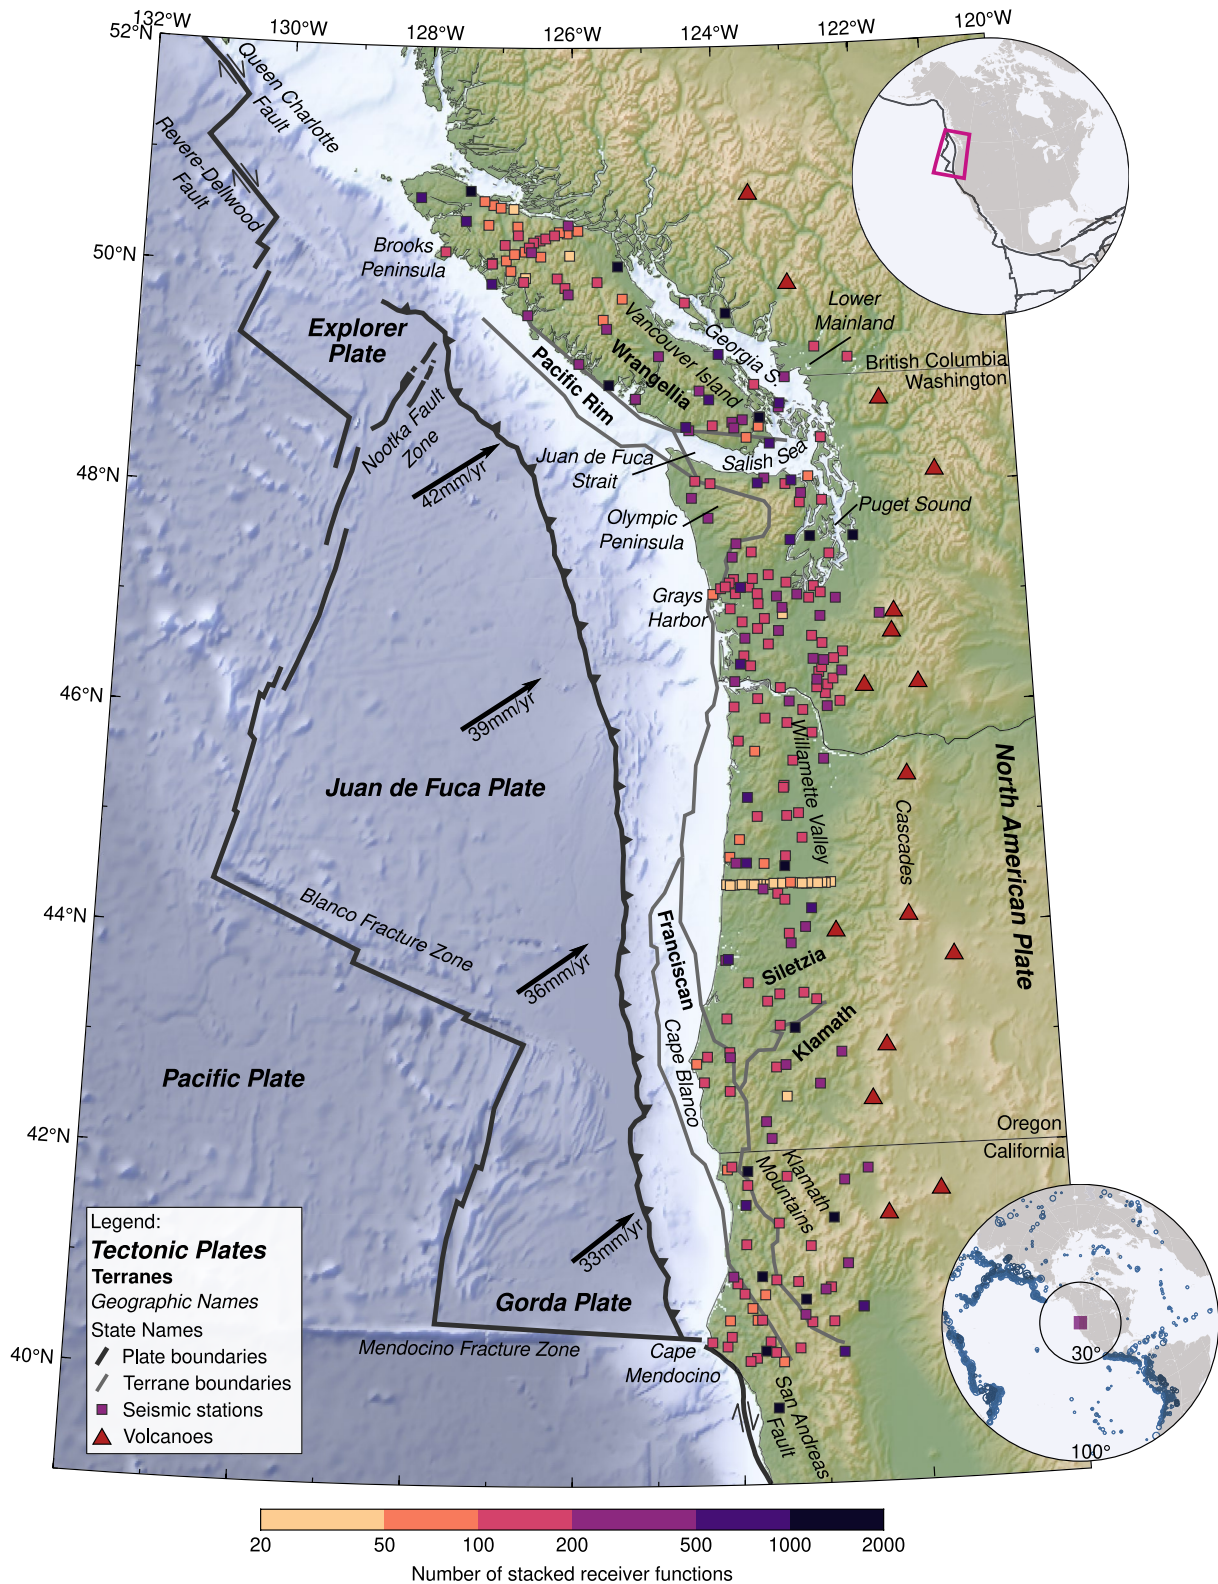 132°W
130°W
128°W
126°W
124°W
122°W
120°W
52°N
50°N
48°N
46°N
44°N
42°N
40°N
Queen Charlotte
Fault
Revere-Dellwood
Fault
Brooks
Peninsula
Explorer
Plate
Nootka Fault
Zone
Pacific Rim
Wrangellia
Vancouver Island
Georgia S.
Lower
Mainland
British Columbia
Washington
42mm/yr
Juan de Fuca
Strait
Salish Sea
Olympic
Peninsula
Puget Sound
Grays
Harbor
39mm/yr
Juan de Fuca Plate
Willamette Valley
Cascades
North American Plate
Blanco Fracture Zone
36mm/yr
Franciscan
Siletzia
Klamath
Cape Blanco
Pacific Plate
Oregon
California
Klamath
Mountains
33mm/yr
Gorda Plate
Mendocino Fracture Zone
Cape
Mendocino
San Andreas
Fault
30°
100°
Legend:
Tectonic Plates
Terranes
Geographic Names
State Names
Plate boundaries
Terrane boundaries
Seismic stations
Volcanoes
20
50
100
200
500
1000
2000
Number of stacked receiver functions